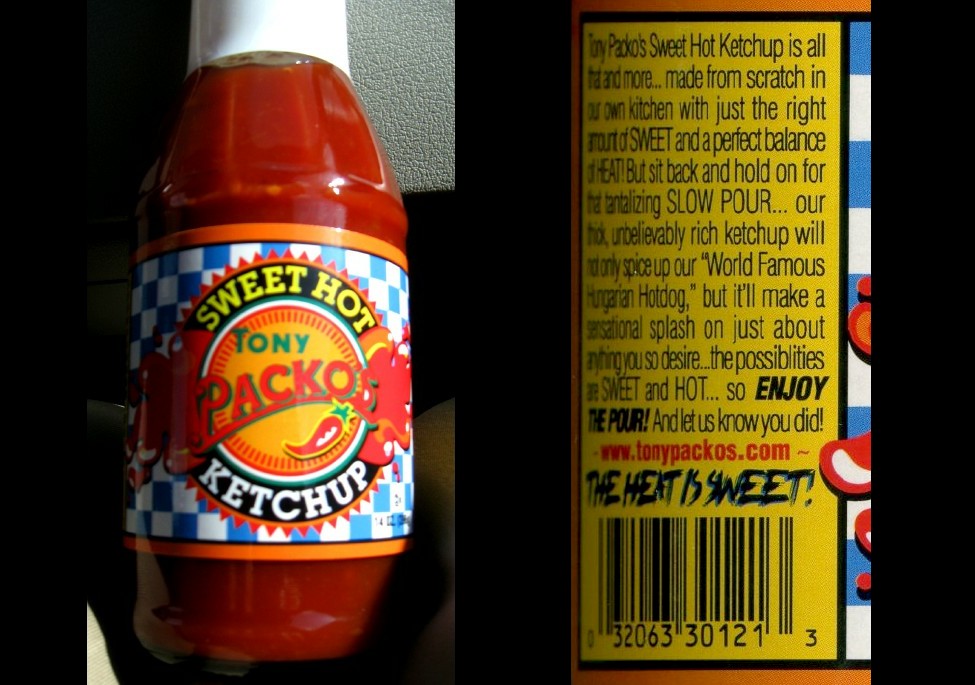 SWEET HOT
TONY
PACKO'S
KETCHUP
14 OZ.
Tony Packo's Sweet Hot Ketchup is all
that and more... made from scratch in
our own kitchen with just the right
amount of SWEET and a perfect balance
of HEAT! But sit back and hold on for
that tantalizing SLOW POUR... our
thick, unbelievably rich ketchup will
not only spice up our "World Famous
Hungarian Hotdog," but it'll make a
sensational splash on just about
anything you so desire...the possiblities
are SWEET and HOT... so ENJOY
THE POUR! And let us know you did!
~ www.tonypackos.com ~
THE HEAT IS SWEET!
0 32063 30121 3